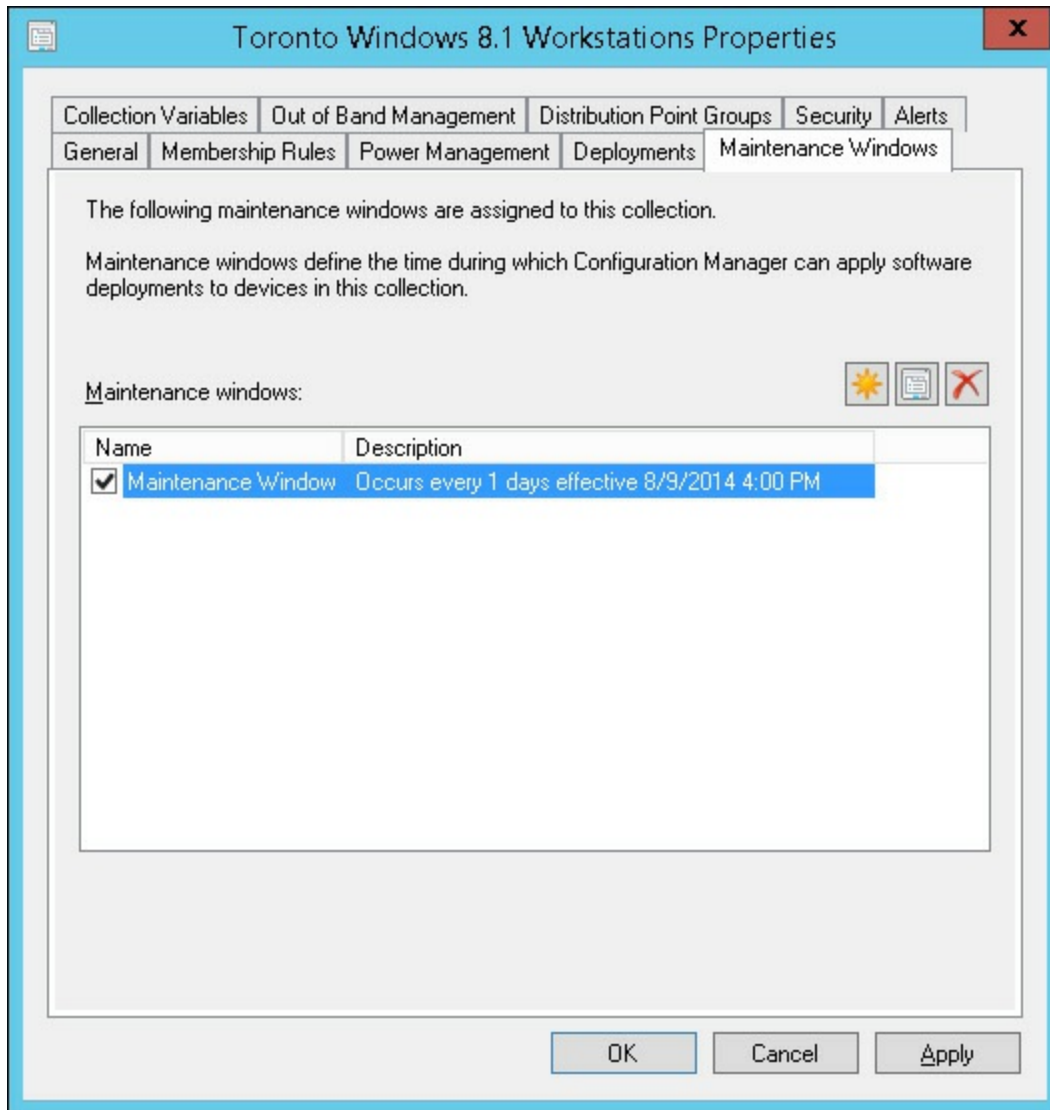 Toronto Windows 8.1 Workstations Properties
x
Collection Variables Out of Band Management Distribution Point Groups Security Alerts
General Membership Rules Power Management Deployments Maintenance Windows
The following maintenance windows are assigned to this collection.
Maintenance windows define the time during which Configuration Manager can apply software
deployments to devices in this collection.
Maintenance windows:
Name Description
Maintenance Window Occurs every 1 days effective 8/9/2014 4:00 PM
OK Cancel Apply